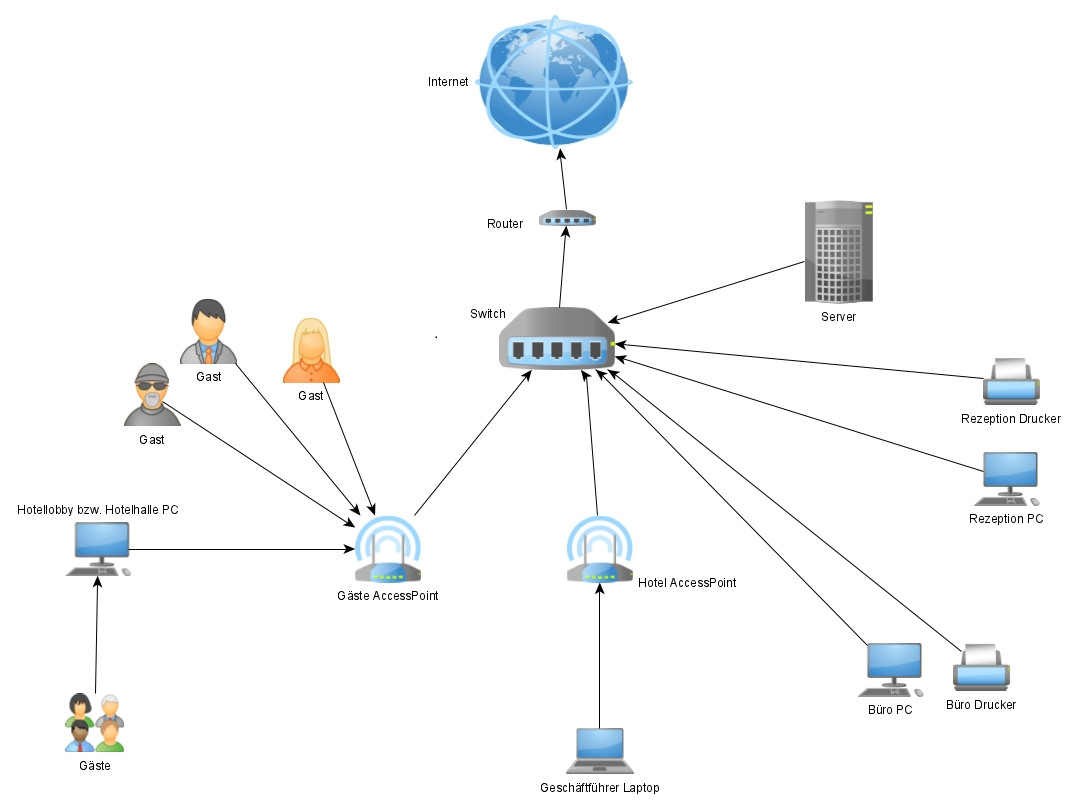 Internet
Router
Switch
Server
Gast
Gast
Gast
Rezeption Drucker
Rezeption PC
Hotellobby bzw. Hotelhalle PC
Gäste AccessPoint
Hotel AccessPoint
Büro PC
Büro Drucker
Gäste
Geschäftführer Laptop